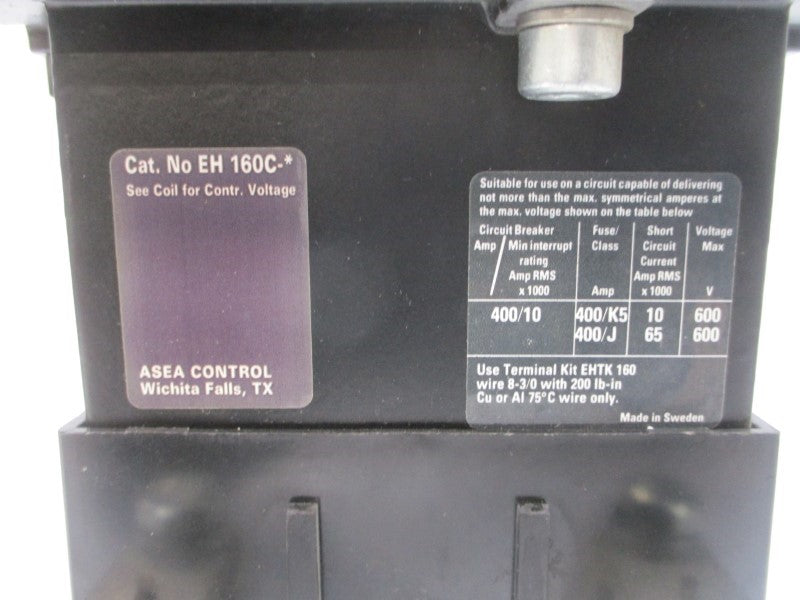 Cat. No EH 160C-*
See Coil for Contr. Voltage
ASEA CONTROL
Wichita Falls, TX
Suitable for use on a circuit capable of delivering
not more than the max. symmetrical amperes at
the max. voltage shown on the table below
Circuit Breaker Fuse/ Short Voltage
Amp / Min interrupt Class Circuit Max
rating Current
Amp RMS Amp RMS
x 1000 Amp x 1000 V
400/10 400/K5 10 600
400/J 65 600
Use Terminal Kit EHTK 160
wire 8-3/0 with 200 lb-in
Cu or Al 75°C wire only.
Made in Sweden